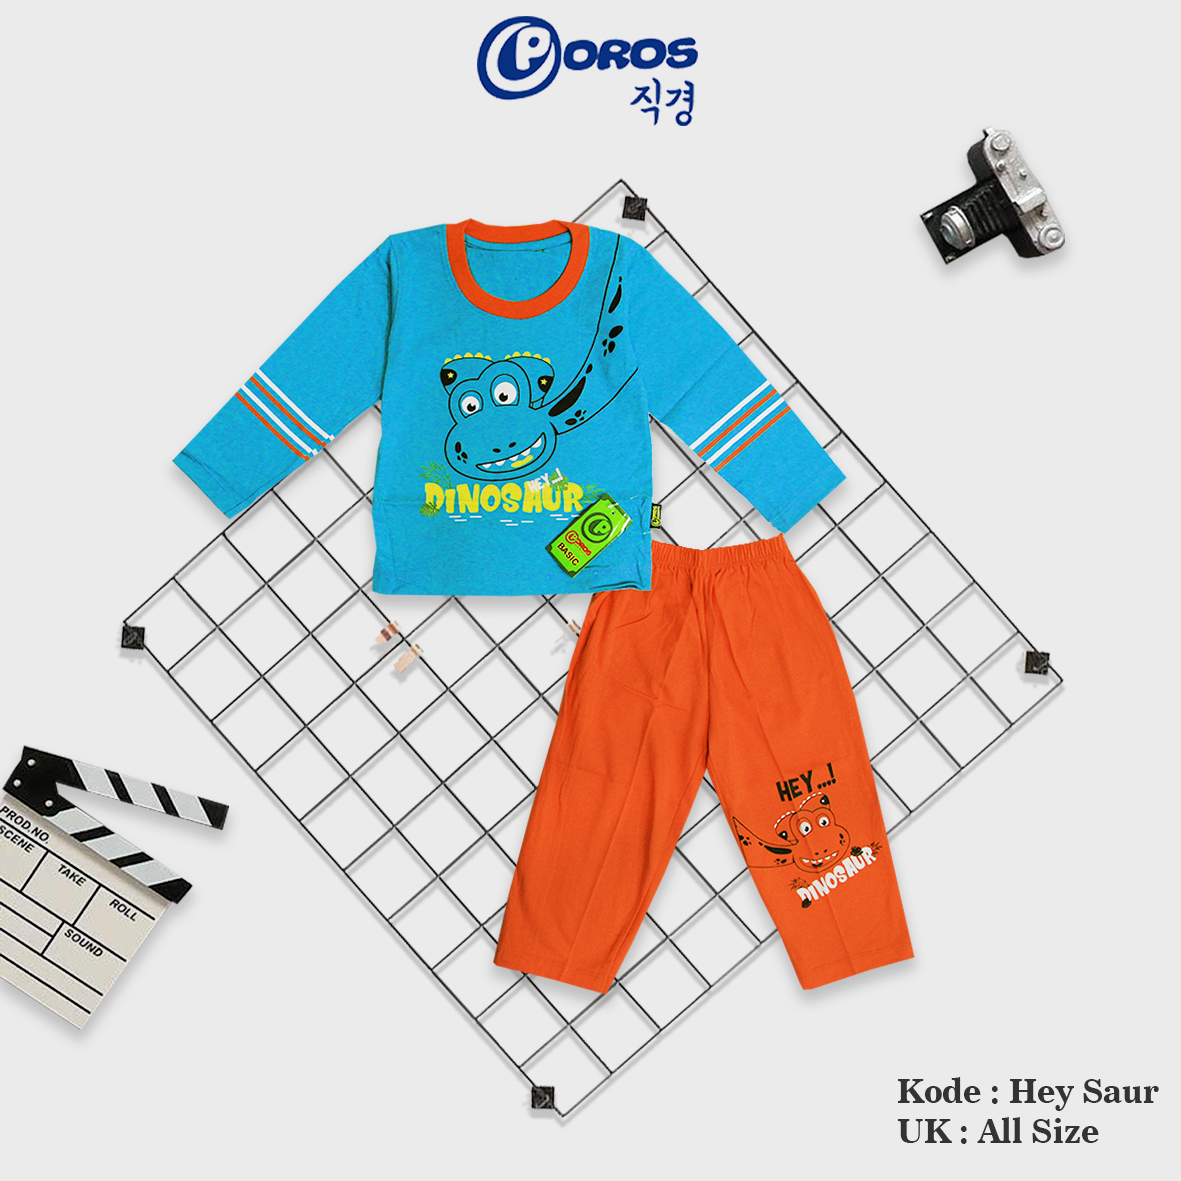 POROS
직경
HEY...!
DINOSAUR
POROS
BASIC
HEY...!
DINOSAUR
PROD.NO.
SCENE
TAKE
ROLL
SOUND
Kode : Hey Saur
UK : All Size